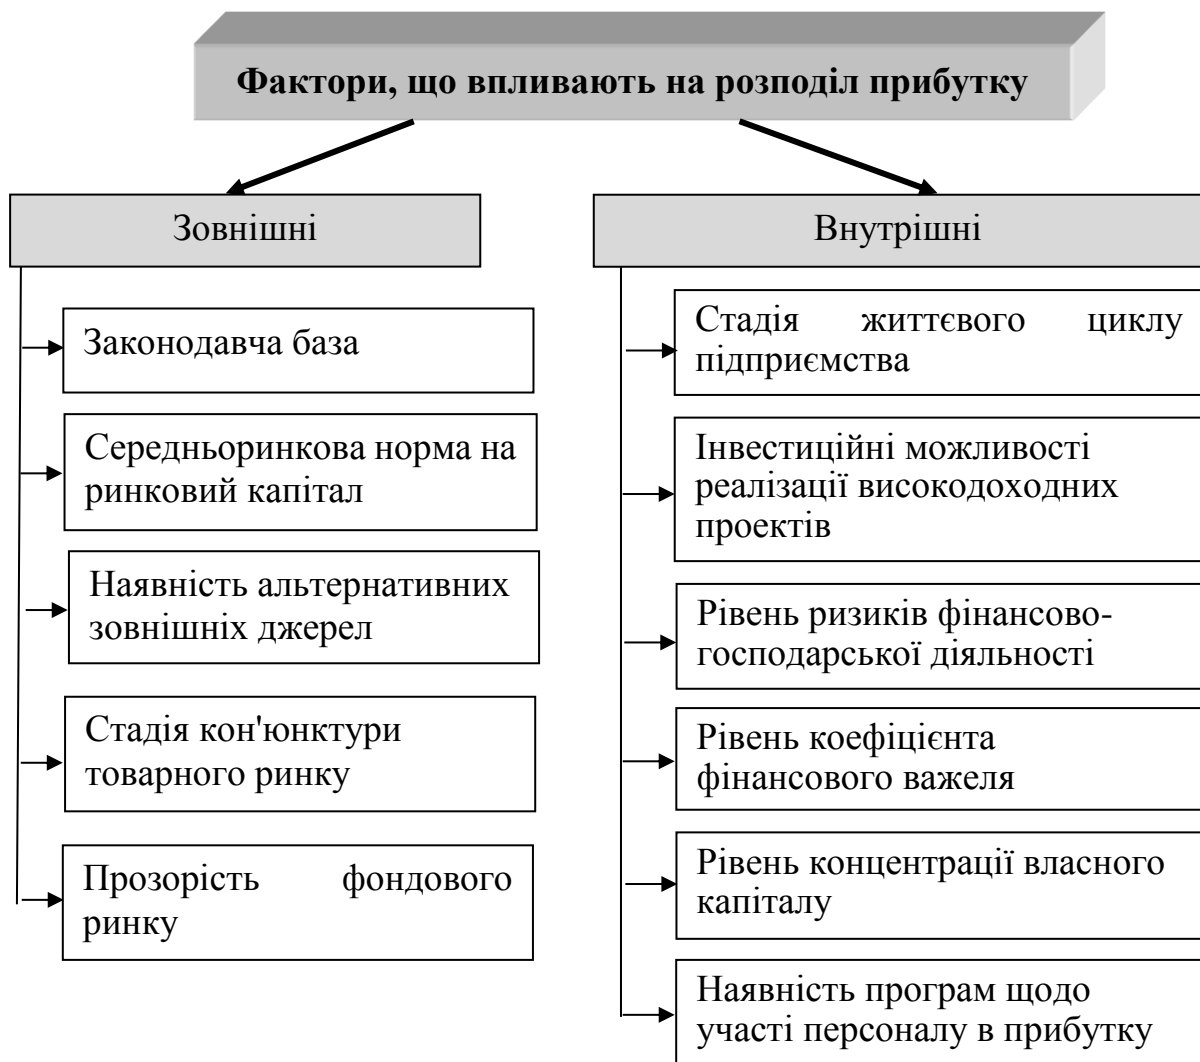 Фактори, що впливають на розподіл прибутку
Зовнішні
Законодавча база
Середньоринкова норма на
ринковий капітал
Наявність альтернативних
зовнішніх джерел
Стадія кон'юнктури
товарного ринку
Прозорість фондового
ринку
Внутрішні
Стадія життєвого циклу
підприємства
Інвестиційні можливості
реалізації високодоходних
проектів
Рівень ризиків фінансово-
господарської діяльності
Рівень коефіцієнта
фінансового важеля
Рівень концентрації власного
капіталу
Наявність програм щодо
участі персоналу в прибутку